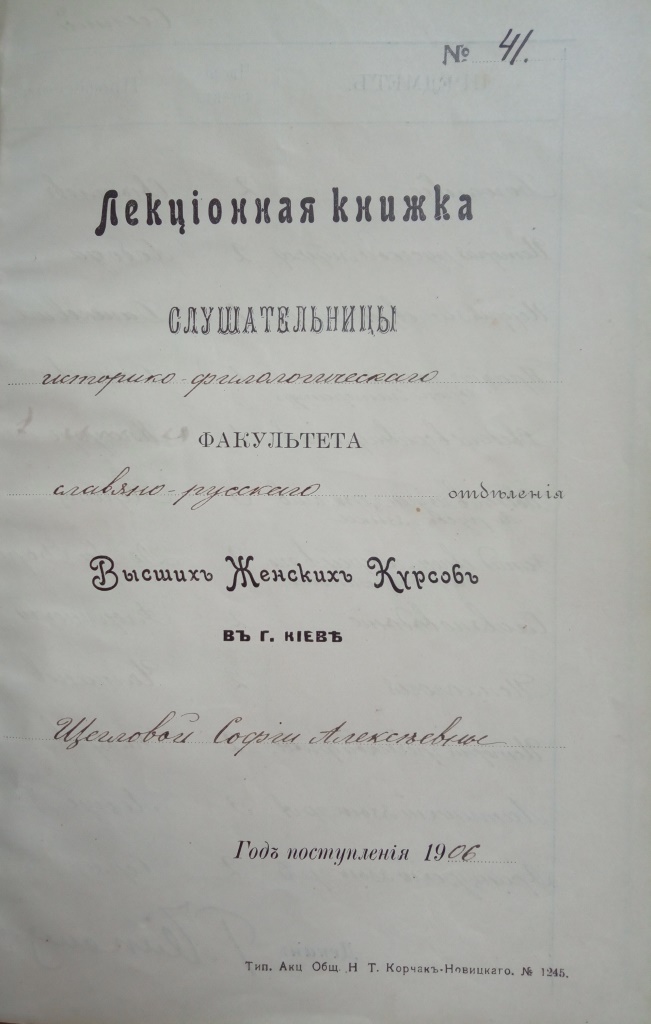 № 41.
Лекціонная книжка
СЛУШАТЕЛЬНИЦЫ
историко-филологическаго
ФАКУЛЬТЕТА
славяно-русскаго отдѣленія
Высшихъ Женскихъ Курсовъ
ВЪ Г. КІЕВѢ
Щегловой Софіи Алексѣевны
Годъ поступленія 1906
Тип. Акц Общ. Н Т. Корчакъ-Новицкаго. № 1245.